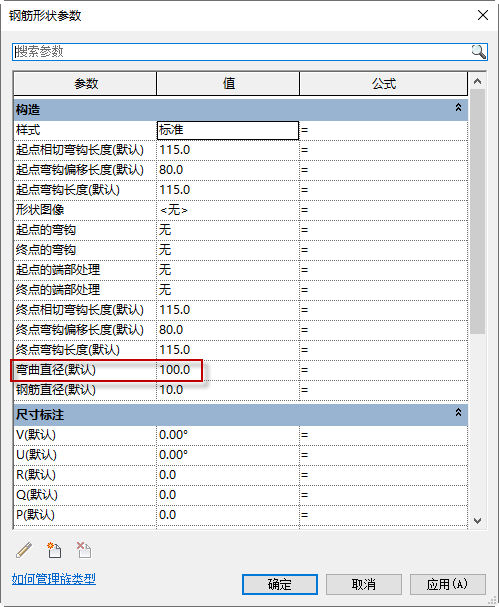 钢筋形状参数
搜索参数
参数 值 公式
构造
样式 标准 =
起点相切弯钩长度(默认) 115.0 =
起点弯钩偏移长度(默认) 80.0 =
起点弯钩长度(默认) 115.0 =
形状图像 <无> =
起点的弯钩 无 =
终点的弯钩 无 =
起点的端部处理 无 =
终点的端部处理 无 =
终点相切弯钩长度(默认) 115.0 =
终点弯钩偏移长度(默认) 80.0 =
终点弯钩长度(默认) 115.0 =
弯曲直径(默认) 100.0 =
钢筋直径(默认) 10.0 =
尺寸标注
V(默认) 0.00° =
U(默认) 0.00° =
R(默认) 0.0 =
Q(默认) 0.0 =
P(默认) 0.0 =
如何管理族类型
确定 取消 应用(A)